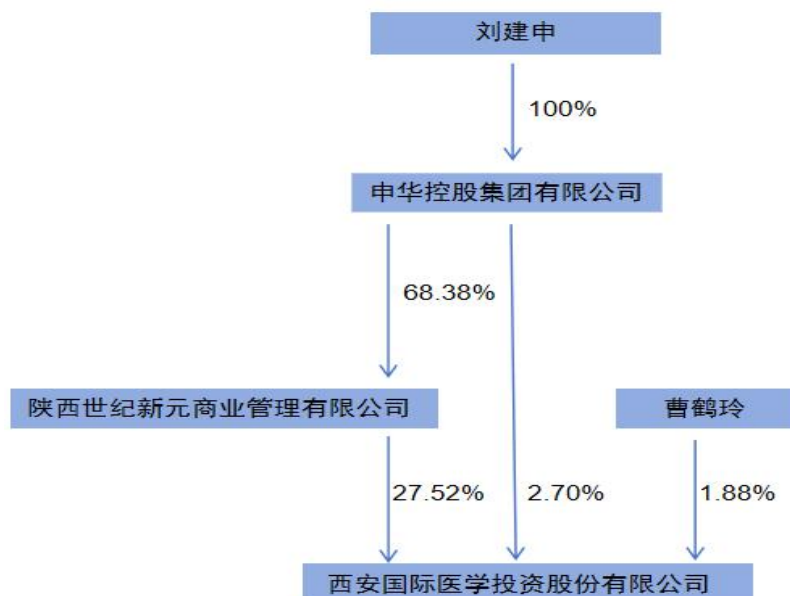 刘建申
100%
申华控股集团有限公司
68.38%
陕西世纪新元商业管理有限公司
曹鹤玲
27.52%
2.70%
1.88%
西安国际医学投资股份有限公司